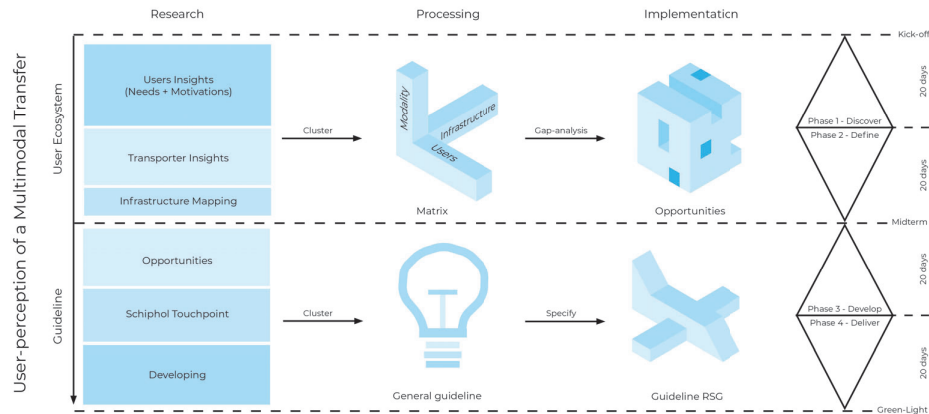 Research
Processing
Implementaticn
User-perception of a Multimodal Transfer
User Ecosystem
Users Insights
(Needs + Motivations)
Transporter Insights
Infrastructure Mapping
Cluster
Modality
Infrastructure
Users
Matrix
Gap-analysis
Opportunities
Kick-off
20 days
Phase 1 - Discover
Phase 2 - Define
20 days
Midterm
Guideline
Opportunities
Schiphol Touchpoint
Developing
Cluster
General guideline
Specify
Guideline RSG
20 days
Phase 3 - Develop
Phase 4 - Deliver
20 days
Green-Light